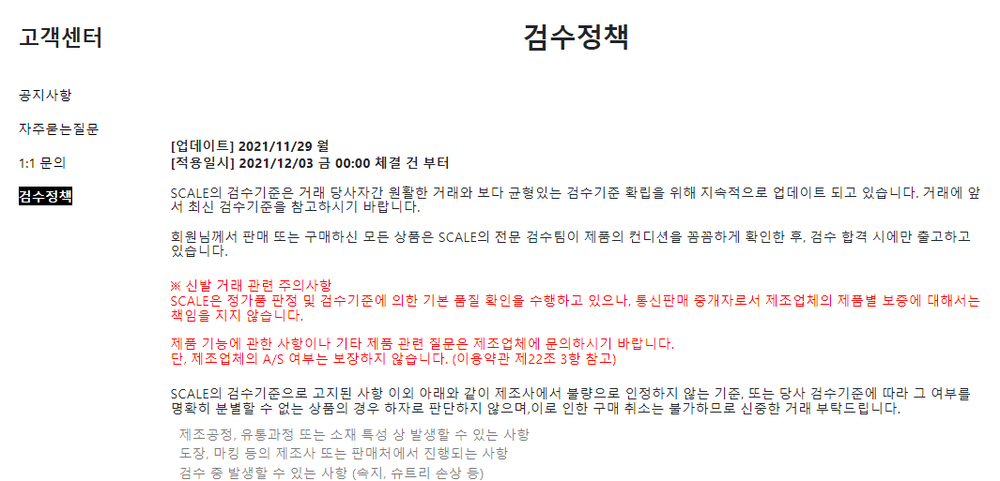 고객센터
검수정책
공지사항
자주묻는질문
1:1 문의
검수정책
[업데이트] 2021/11/29 월
[적용일시] 2021/12/03 금 00:00 체결 건 부터
SCALE의 검수기준은 거래 당사자간 원활한 거래와 보다 균형있는 검수기준 확립을 위해 지속적으로 업데이트 되고 있습니다. 거래에 앞
서 최신 검수기준을 참고하시기 바랍니다.
회원님께서 판매 또는 구매하신 모든 상품은 SCALE의 전문 검수팀이 제품의 컨디션을 꼼꼼하게 확인한 후, 검수 합격 시에만 출고하고
있습니다.
※ 신발 거래 관련 주의사항
SCALE은 정가품 판정 및 검수기준에 의한 기본 품질 확인을 수행하고 있으나, 통신판매 중개자로서 제조업체의 제품별 보증에 대해서는
책임을 지지 않습니다.
제품 기능에 관한 사항이나 기타 제품 관련 질문은 제조업체에 문의하시기 바랍니다.
단, 제조업체의 A/S 여부는 보장하지 않습니다. (이용약관 제22조 3항 참고)
SCALE의 검수기준으로 고지된 사항 이외 아래와 같이 제조사에서 불량으로 인정하지 않는 기준, 또는 당사 검수기준에 따라 그 여부를
명확히 분별할 수 없는 상품의 경우 하자로 판단하지 않으며,이로 인한 구매 취소는 불가하므로 신중한 거래 부탁드립니다.
제조공정, 유통과정 또는 소재 특성 상 발생할 수 있는 사항
도장, 마킹 등의 제조사 또는 판매처에서 진행되는 사항
검수 중 발생할 수 있는 사항 (속지, 슈트리 손상 등)